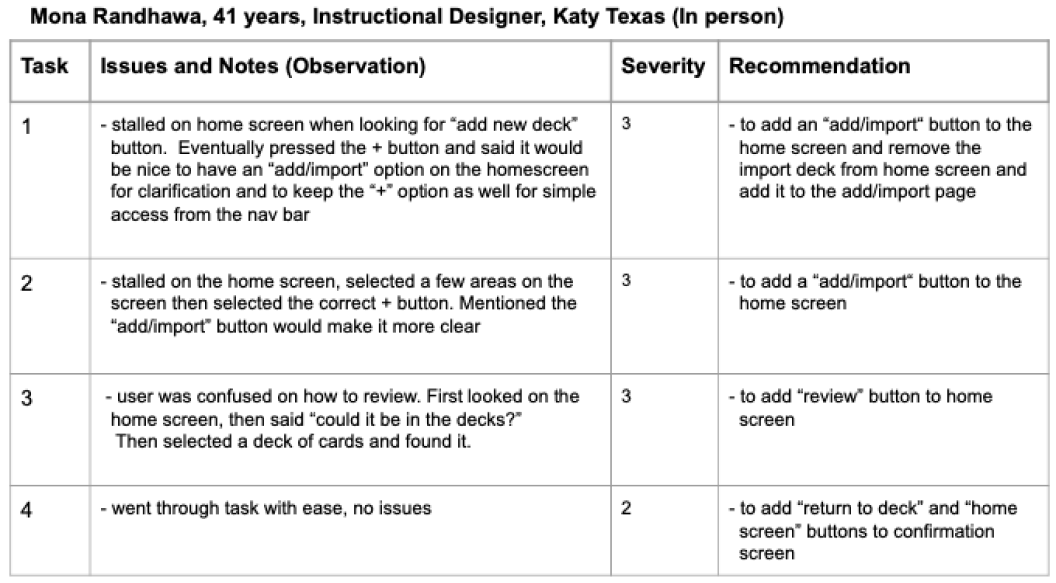 Mona Randhawa, 41 years, Instructional Designer, Katy Texas (In person)
Task Issues and Notes (Observation) Severity Recommendation
1
- stalled on home screen when looking for “add new deck”
button. Eventually pressed the + button and said it would
be nice to have an “add/import” option on the homescreen
for clarification and to keep the “+” option as well for simple
access from the nav bar
3
- to add an “add/import“ button to the
home screen and remove the
import deck from home screen and
add it to the add/import page
2
- stalled on the home screen, selected a few areas on the
screen then selected the correct + button. Mentioned the
“add/import” button would make it more clear
3
- to add a “add/import“ button to the
home screen
3
- user was confused on how to review. First looked on the
home screen, then said “could it be in the decks?”
Then selected a deck of cards and found it.
3
- to add “review” button to home
screen
4
- went through task with ease, no issues
2
- to add “return to deck” and “home
screen” buttons to confirmation
screen